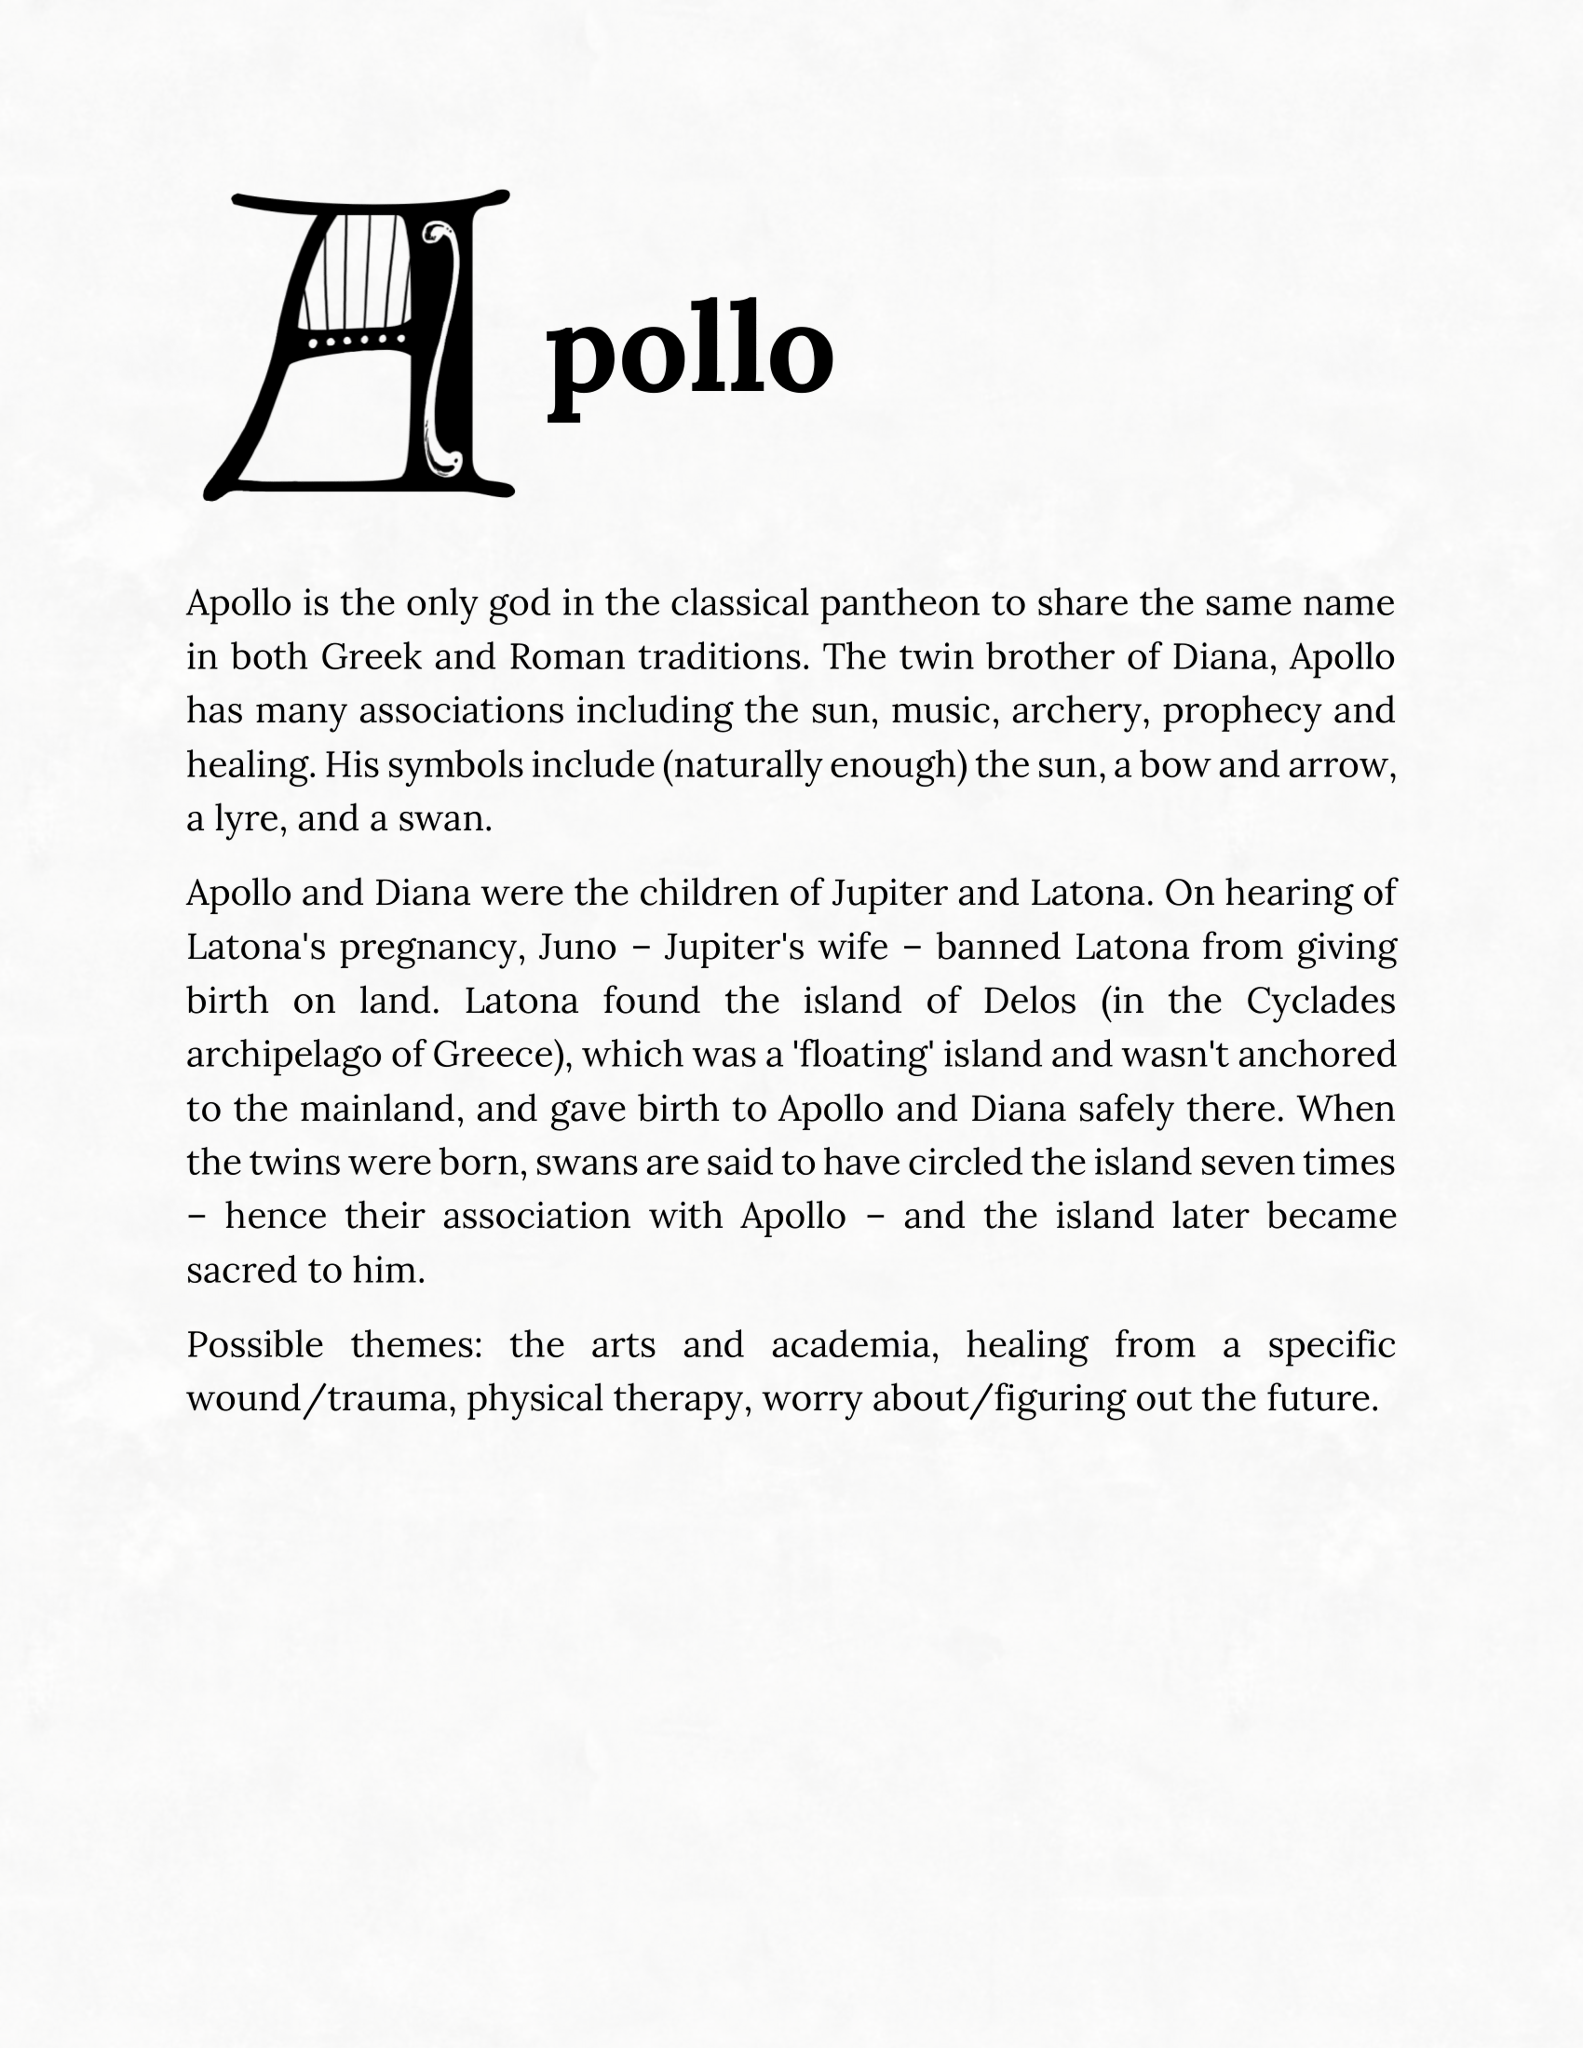 Apollo
Apollo is the only god in the classical pantheon to share the same name
in both Greek and Roman traditions. The twin brother of Diana, Apollo
has many associations including the sun, music, archery, prophecy and
healing. His symbols include (naturally enough) the sun, a bow and arrow,
a lyre, and a swan.
Apollo and Diana were the children of Jupiter and Latona. On hearing of
Latona's pregnancy, Juno – Jupiter's wife – banned Latona from giving
birth on land. Latona found the island of Delos (in the Cyclades
archipelago of Greece), which was a 'floating' island and wasn't anchored
to the mainland, and gave birth to Apollo and Diana safely there. When
the twins were born, swans are said to have circled the island seven times
– hence their association with Apollo – and the island later became
sacred to him.
Possible themes: the arts and academia, healing from a specific
wound/trauma, physical therapy, worry about/figuring out the future.